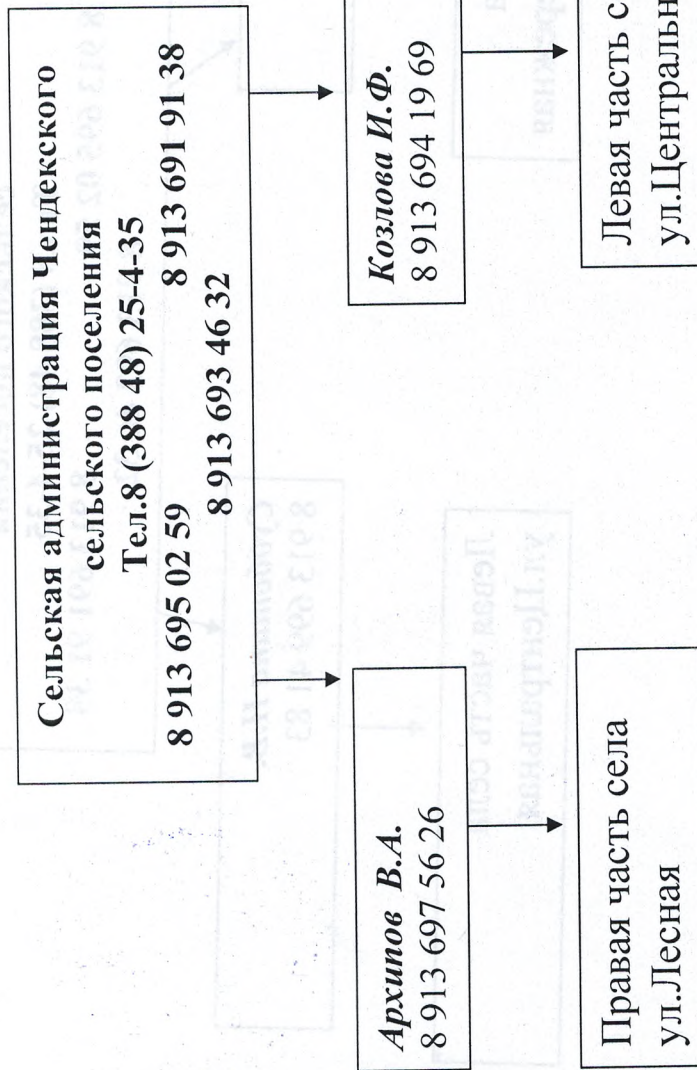 Сельская администрация Чендекского
сельского поселения
Тел.8 (388 48) 25-4-35
8 913 695 02 59 8 913 691 91 38
8 913 693 46 32
Архипов В.А.
8 913 697 56 26
Козлова И.Ф.
8 913 694 19 69
Правая часть села
ул.Лесная
Левая часть с
ул.Центральн